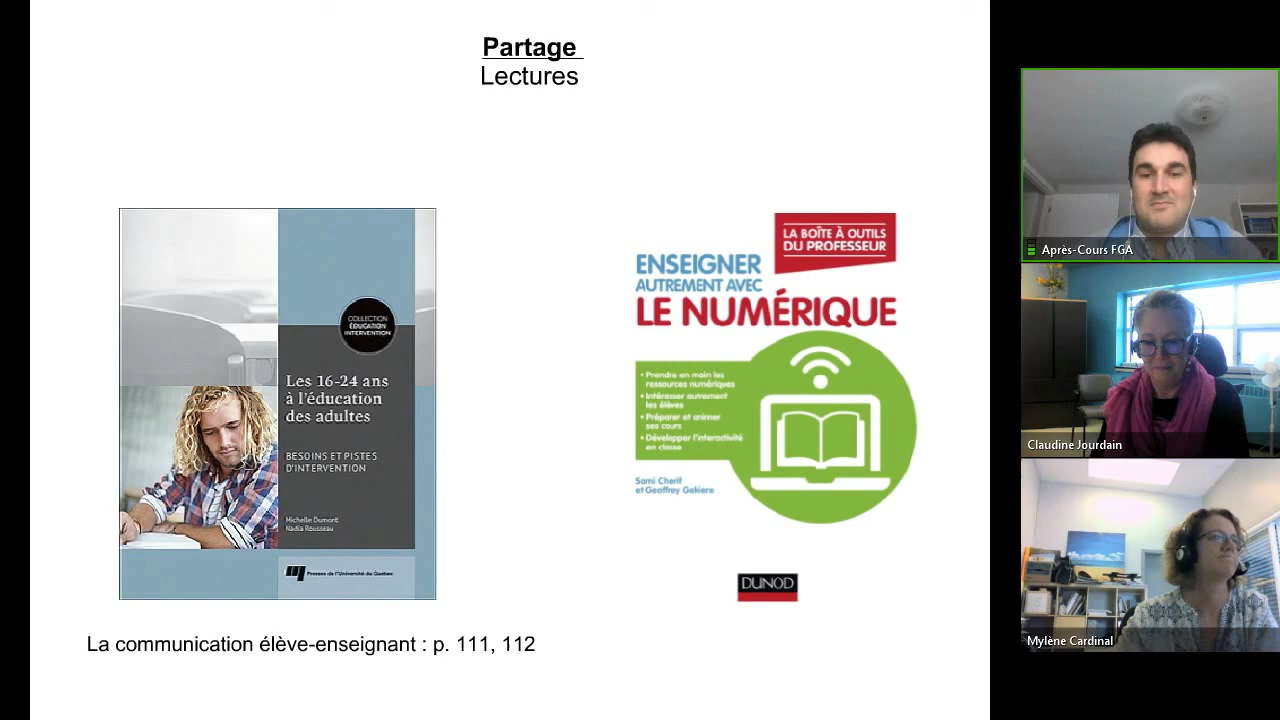 Partage
Lectures
COLLECTION
ÉDUCATION
INTERVENTION
Les 16-24 ans
à l'éducation
des adultes
BESOINS ET PISTES
D'INTERVENTION
Michelle Dumont
Nadia Rousseau
Presses de l'Université du Québec
LA BOÎTE À OUTILS
DU PROFESSEUR
ENSEIGNER
AUTREMENT AVEC
LE NUMÉRIQUE
• Prendre en main les
ressources numériques
• Intéresser autrement
les élèves
• Préparer et animer
ses cours
• Développer l'interactivité
en classe
Sami Cherif
et Geoffrey Gekiere
DUNOD
La communication élève-enseignant : p. 111, 112
Après-Cours FGA
Claudine Jourdain
Mylène Cardinal